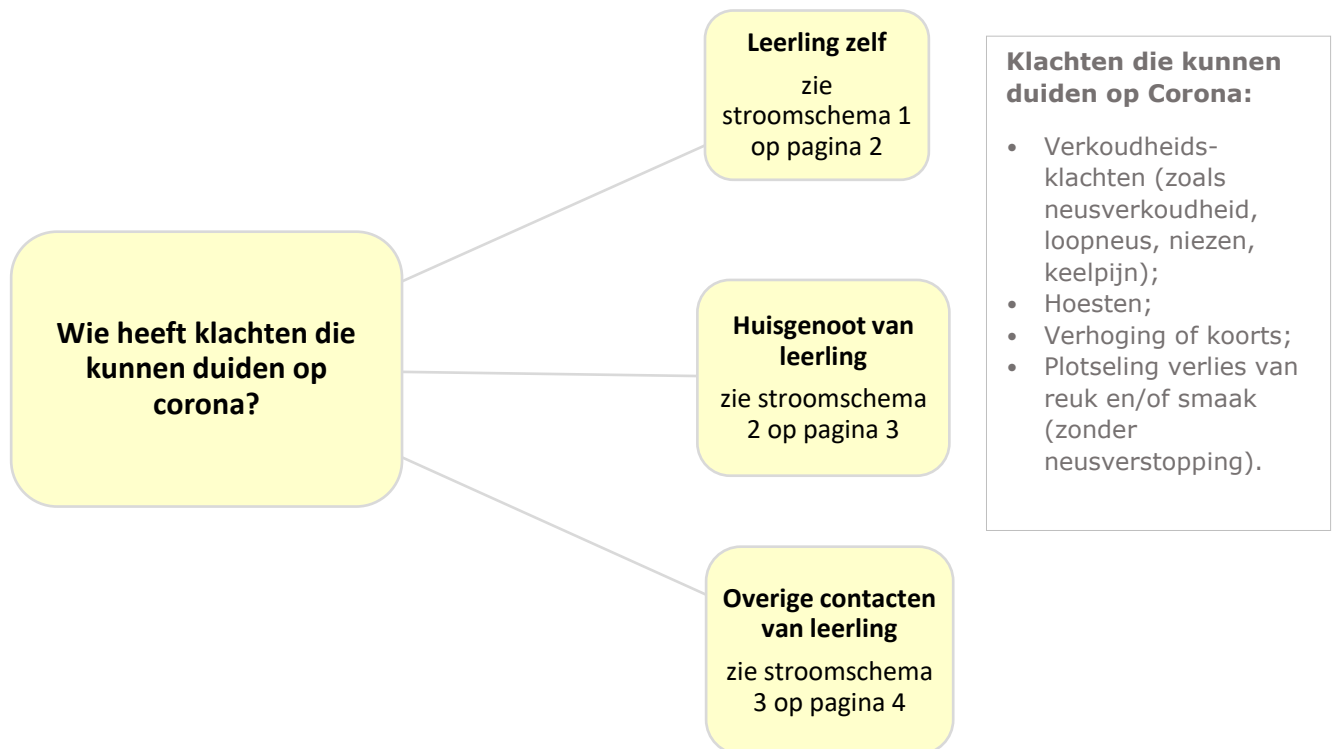 Wie heeft klachten die
kunnen duiden op
corona?
Leerling zelf
zie
stroomschema 1
op pagina 2
Huisgenoot van
leerling
zie stroomschema
2 op pagina 3
Overige contacten
van leerling
zie stroomschema
3 op pagina 4
Klachten die kunnen
duiden op Corona:
• Verkoudheids-
klachten (zoals
neusverkoudheid,
loopneus, niezen,
keelpijn);
• Hoesten;
• Verhoging of koorts;
• Plotseling verlies van
reuk en/of smaak
(zonder
neusverstopping).